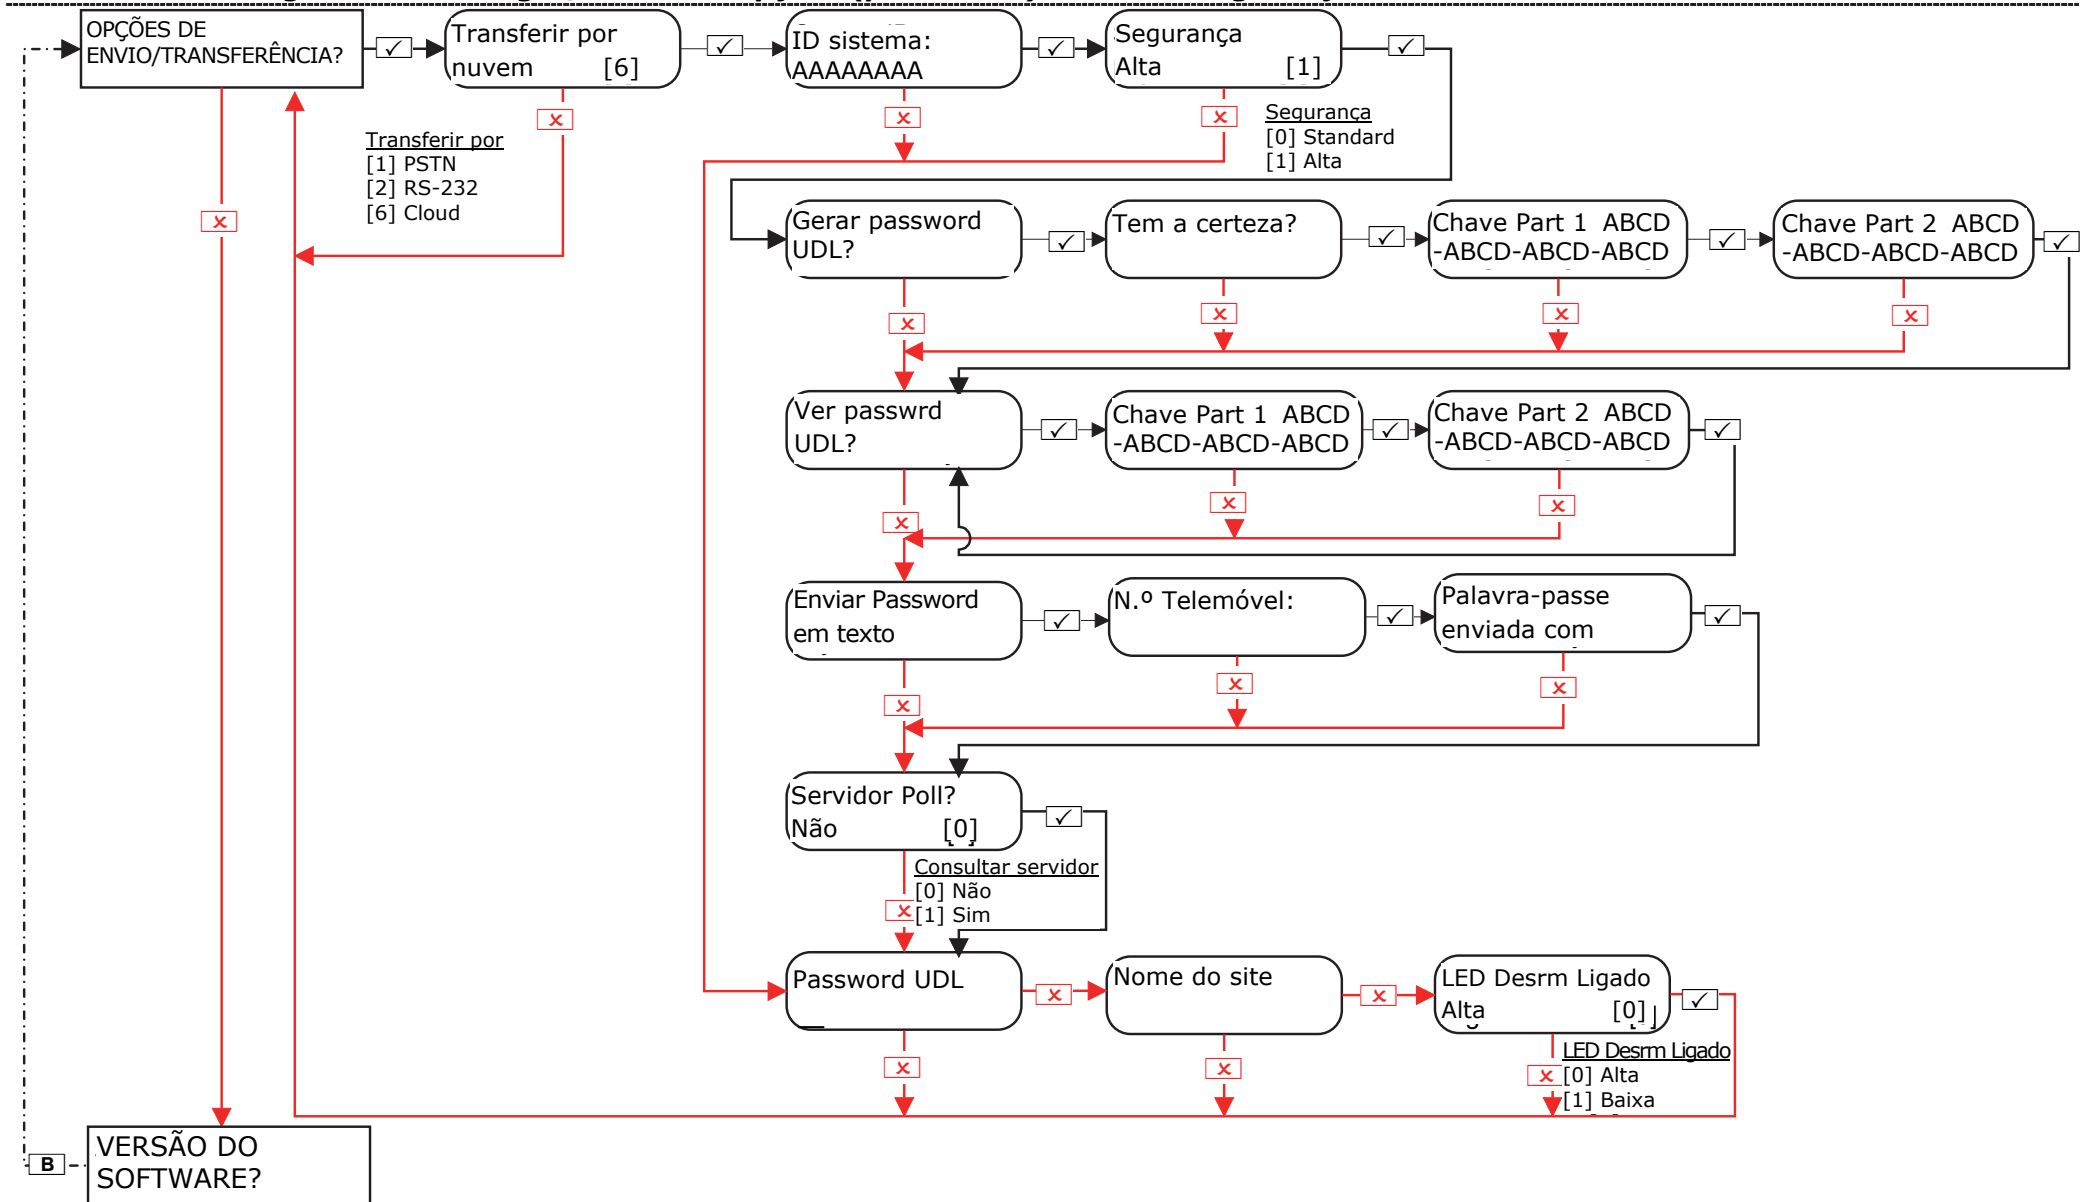 OPÇÕES DE
ENVIO/TRANSFERÊNCIA?
Transferir por
nuvem [6]
ID sistema:
AAAAAAAA
Segurança
Alta [1]
Transferir por
[1] PSTN
[2] RS-232
[6] Cloud
Segurança
[0] Standard
[1] Alta
Gerar password
UDL?
Tem a certeza?
Chave Part 1 ABCD
-ABCD-ABCD-ABCD
Chave Part 2 ABCD
-ABCD-ABCD-ABCD
Ver passwrd
UDL?
Chave Part 1 ABCD
-ABCD-ABCD-ABCD
Chave Part 2 ABCD
-ABCD-ABCD-ABCD
Enviar Password
em texto
N.º Telemóvel:
Palavra-passe
enviada com
Servidor Poll?
Não [0]
Consultar servidor
[0] Não
[1] Sim
Password UDL
Nome do site
LED Desrm Ligado
Alta [0]
LED Desrm Ligado
[0] Alta
[1] Baixa
VERSÃO DO
SOFTWARE?
B